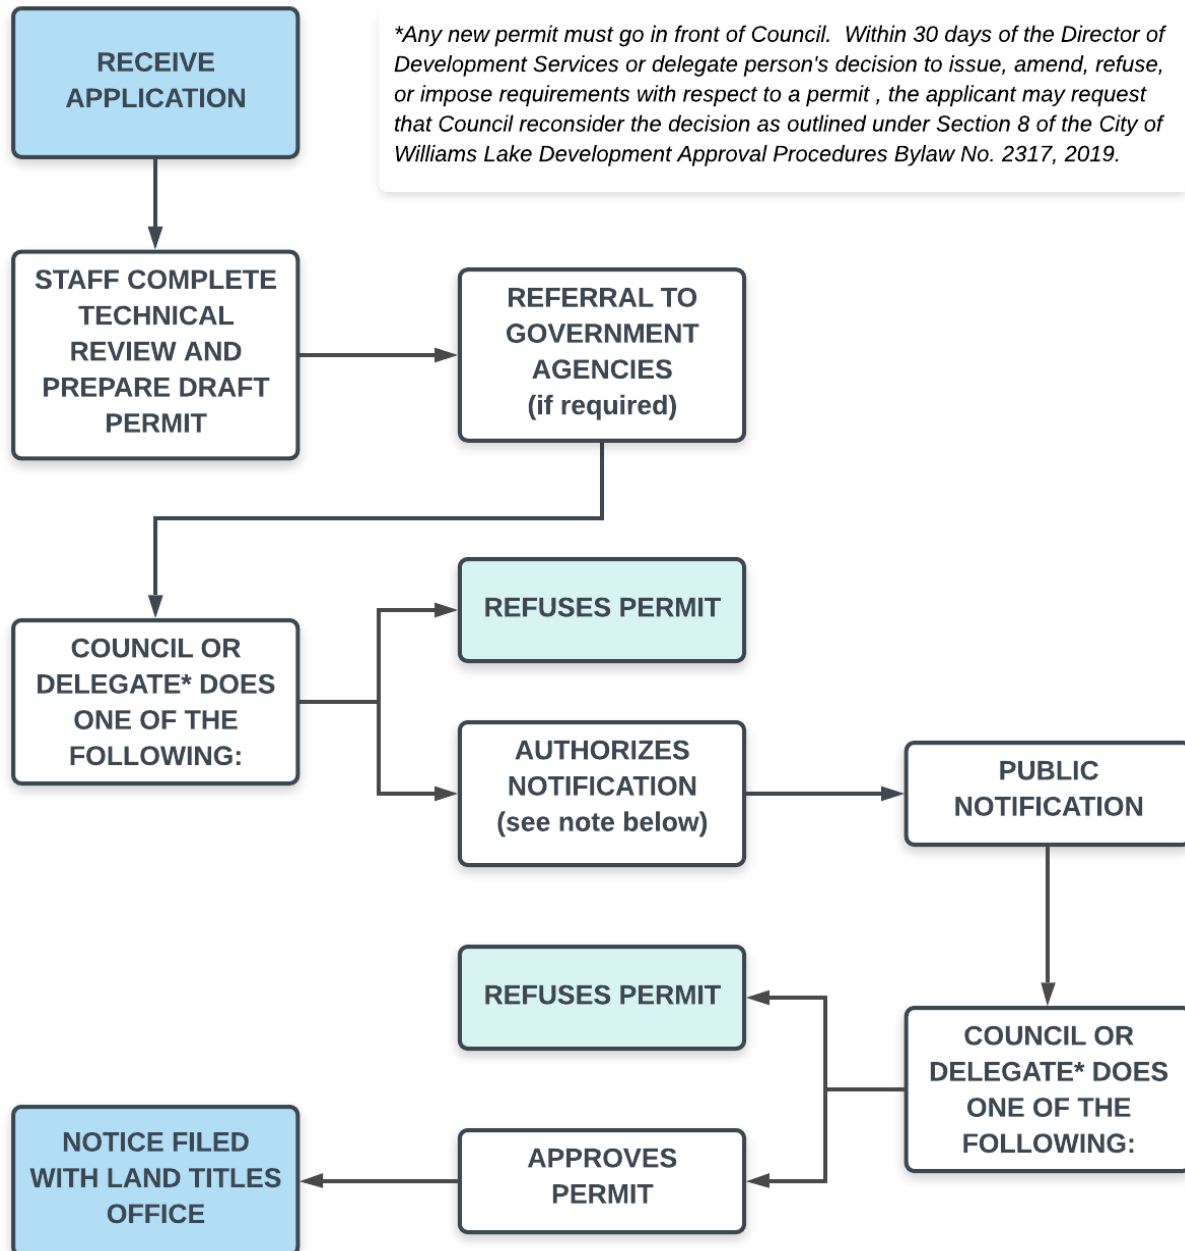 RECEIVE
APPLICATION
*Any new permit must go in front of Council.  Within 30 days of the Director of
Development Services or delegate person's decision to issue, amend, refuse,
or impose requirements with respect to a permit , the applicant may request
that Council reconsider the decision as outlined under Section 8 of the City of
Williams Lake Development Approval Procedures Bylaw No. 2317, 2019.
STAFF COMPLETE
TECHNICAL
REVIEW AND
PREPARE DRAFT
PERMIT
REFERRAL TO
GOVERNMENT
AGENCIES
(if required)
COUNCIL OR
DELEGATE* DOES
ONE OF THE
FOLLOWING:
REFUSES PERMIT
AUTHORIZES
NOTIFICATION
(see note below)
PUBLIC
NOTIFICATION
COUNCIL OR
DELEGATE* DOES
ONE OF THE
FOLLOWING:
REFUSES PERMIT
APPROVES
PERMIT
NOTICE FILED
WITH LAND TITLES
OFFICE